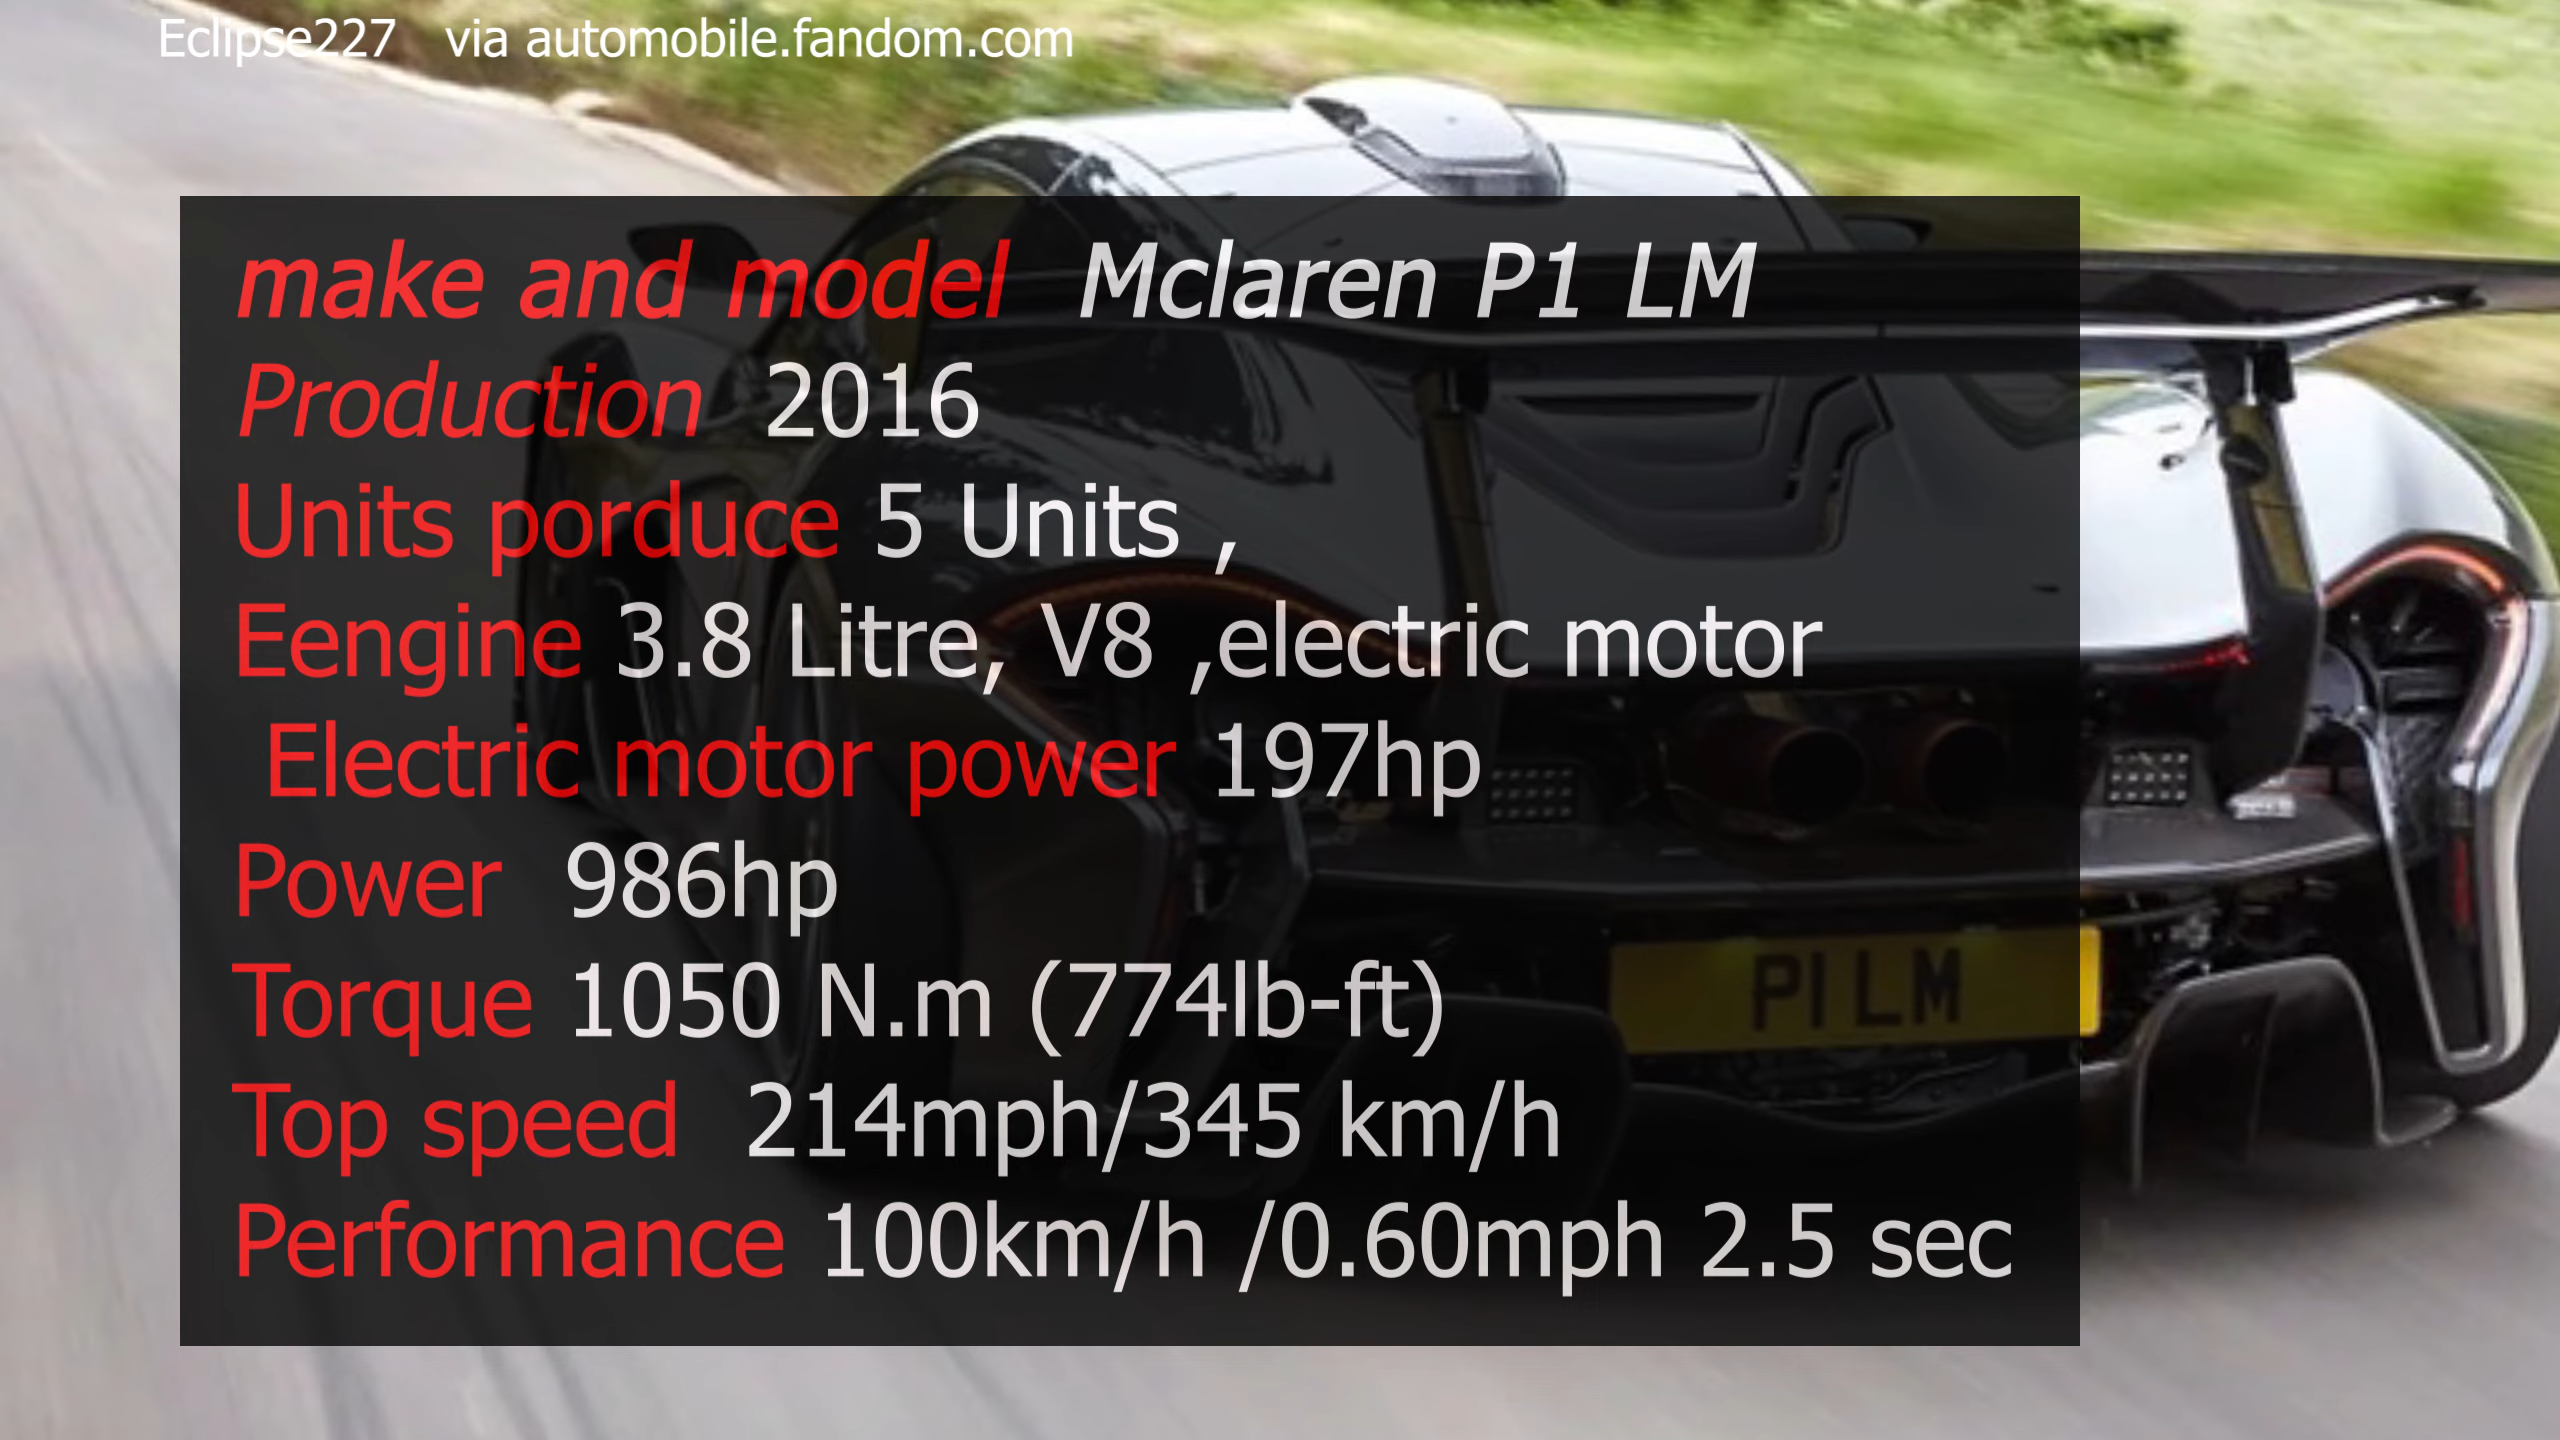 Eclipse227 via automobile.fandom.com
make and model Mclaren P1 LM
Production 2016
Units porduce 5 Units ,
Eengine 3.8 Litre, V8 ,electric motor
Electric motor power 197hp
Power 986hp
Torque 1050 N.m (774lb-ft)
P1 LM
Top speed 214mph/345 km/h
Performance 100km/h /0.60mph 2.5 sec